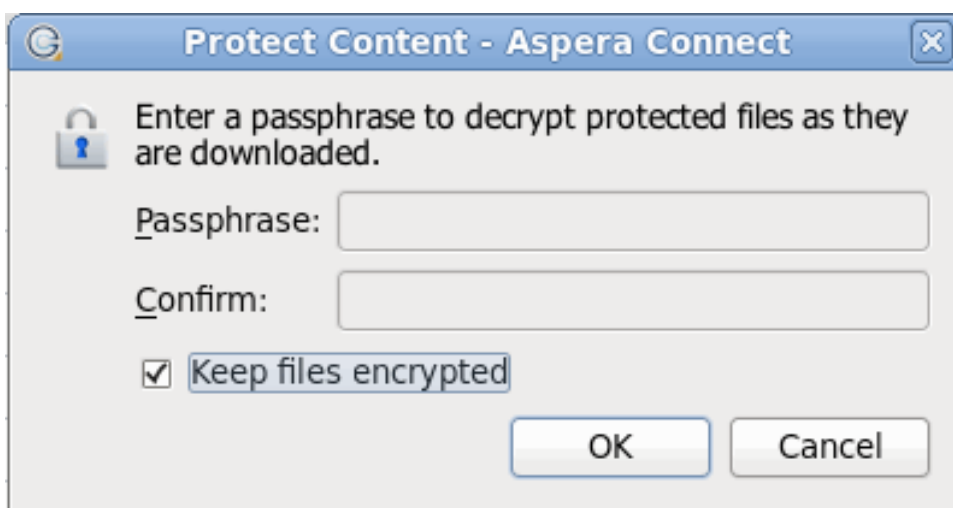 Protect Content - Aspera Connect
Enter a passphrase to decrypt protected files as they
are downloaded.
Passphrase:
Confirm:
Keep files encrypted
OK Cancel